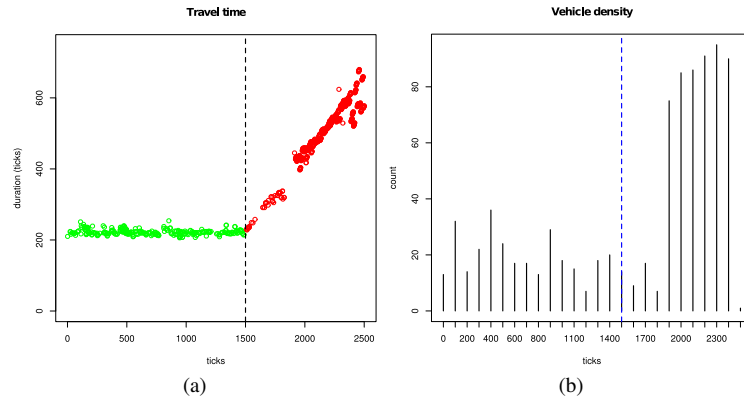 Travel time
duration (ticks)
600
400
200
0
0 500 1000 1500 2000 2500
ticks
(a)
Vehicle density
count
80
60
40
20
0
0 200 400 600 800 1100 1400 1700 2000 2300
ticks
(b)